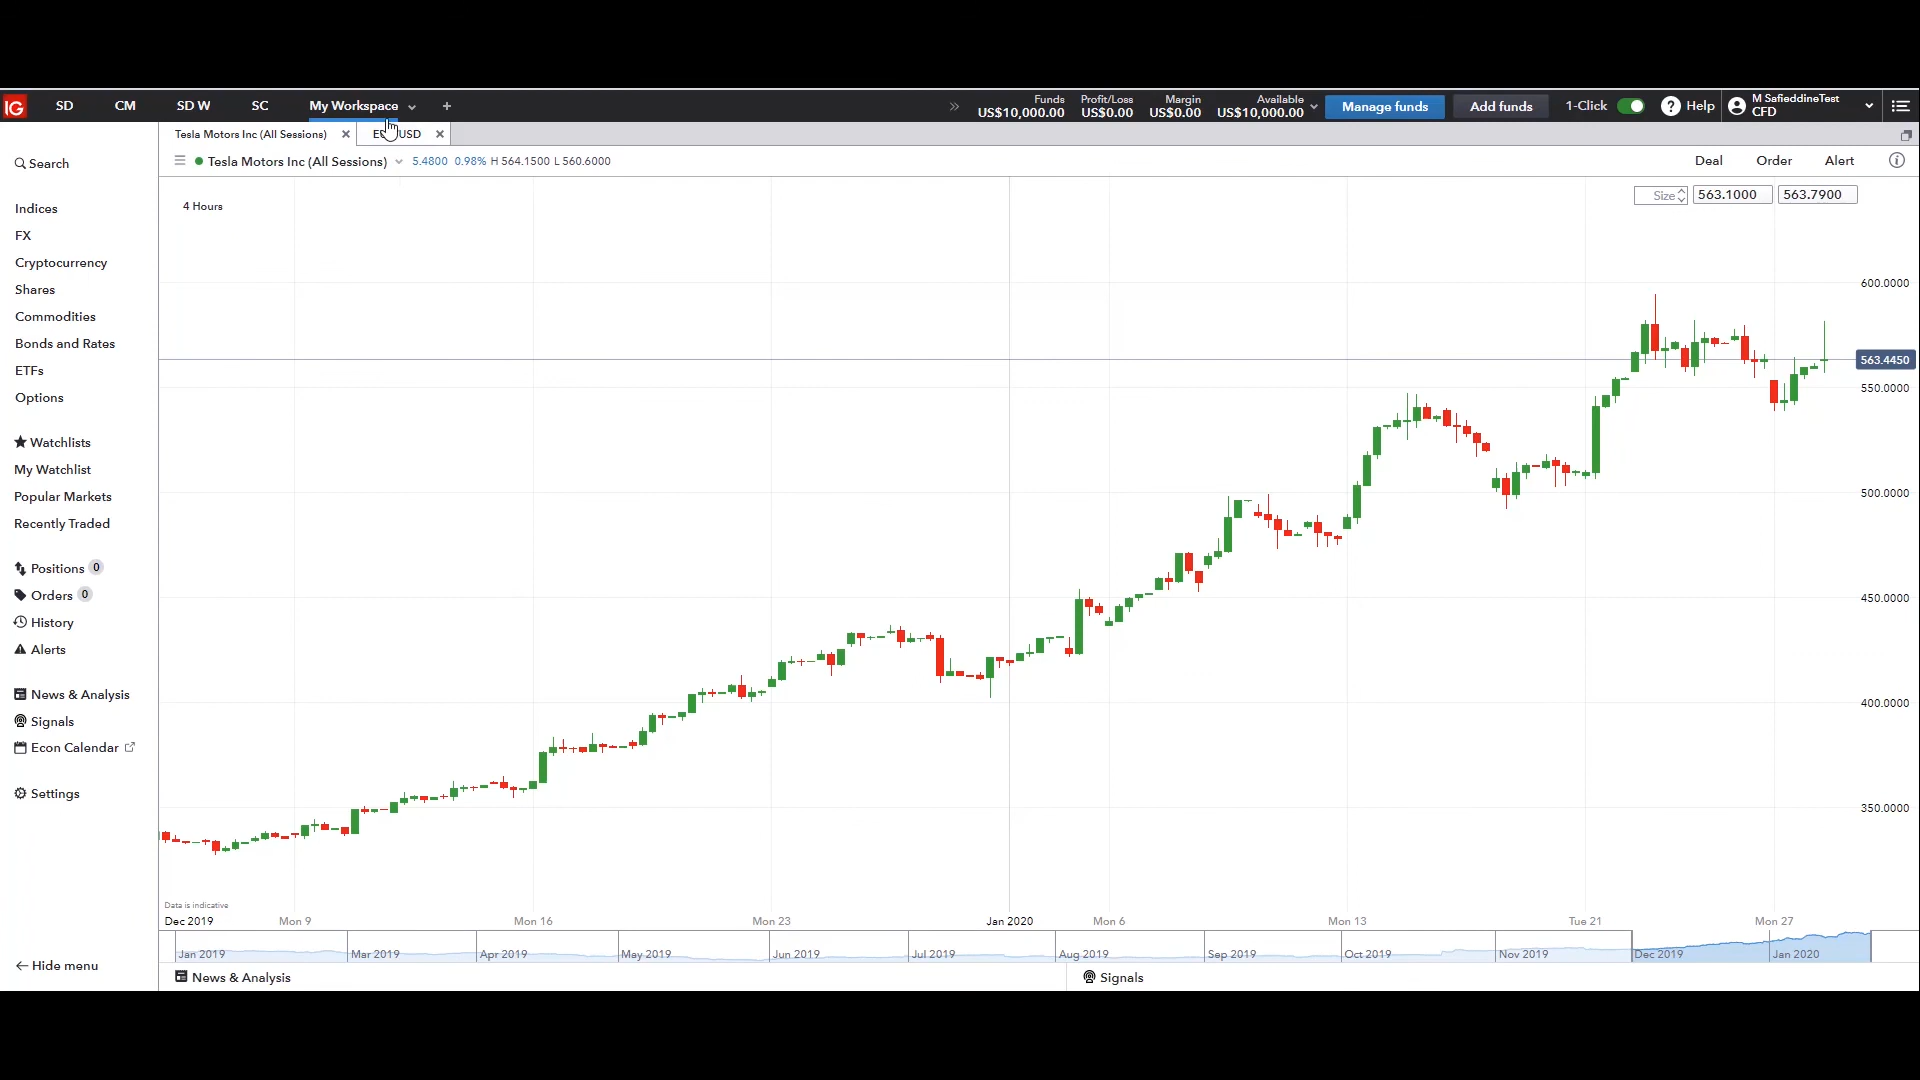 IG
SD
CM
SD W
SC
My Workspace
+
Funds
US$10,000.00
Profit/Loss
US$0.00
Margin
US$0.00
Available
US$10,000.00
Manage funds
Add funds
1-Click
Help
M SafieddineTest
CFD
Tesla Motors Inc (All Sessions)
USD
Search
Tesla Motors Inc (All Sessions)
5.4800 0.98% H 564.1500 L 560.6000
Deal
Order
Alert
4 Hours
Size
563.1000
563.7900
Indices
FX
Cryptocurrency
Shares
Commodities
Bonds and Rates
ETFs
Options
Watchlists
My Watchlist
Popular Markets
Recently Traded
Positions 0
Orders 0
History
Alerts
News & Analysis
Signals
Econ Calendar
Settings
Hide menu
600.0000
563.4450
550.0000
500.0000
450.0000
400.0000
350.0000
Data is indicative
Dec 2019
Mon 9
Mon 16
Mon 23
Jan 2020
Mon 6
Mon 13
Tue 21
Mon 27
Jan 2019
Mar 2019
Apr 2019
May 2019
Jun 2019
Jul 2019
Aug 2019
Sep 2019
Oct 2019
Nov 2019
Dec 2019
Jan 2020
News & Analysis
Signals